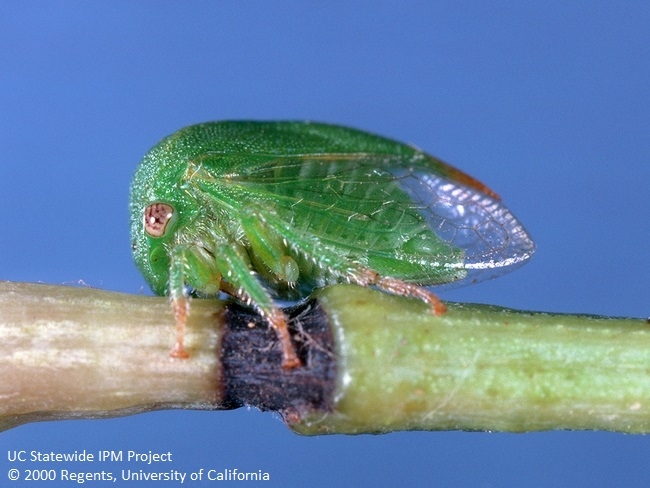 UC Statewide IPM Project
© 2000 Regents, University of California